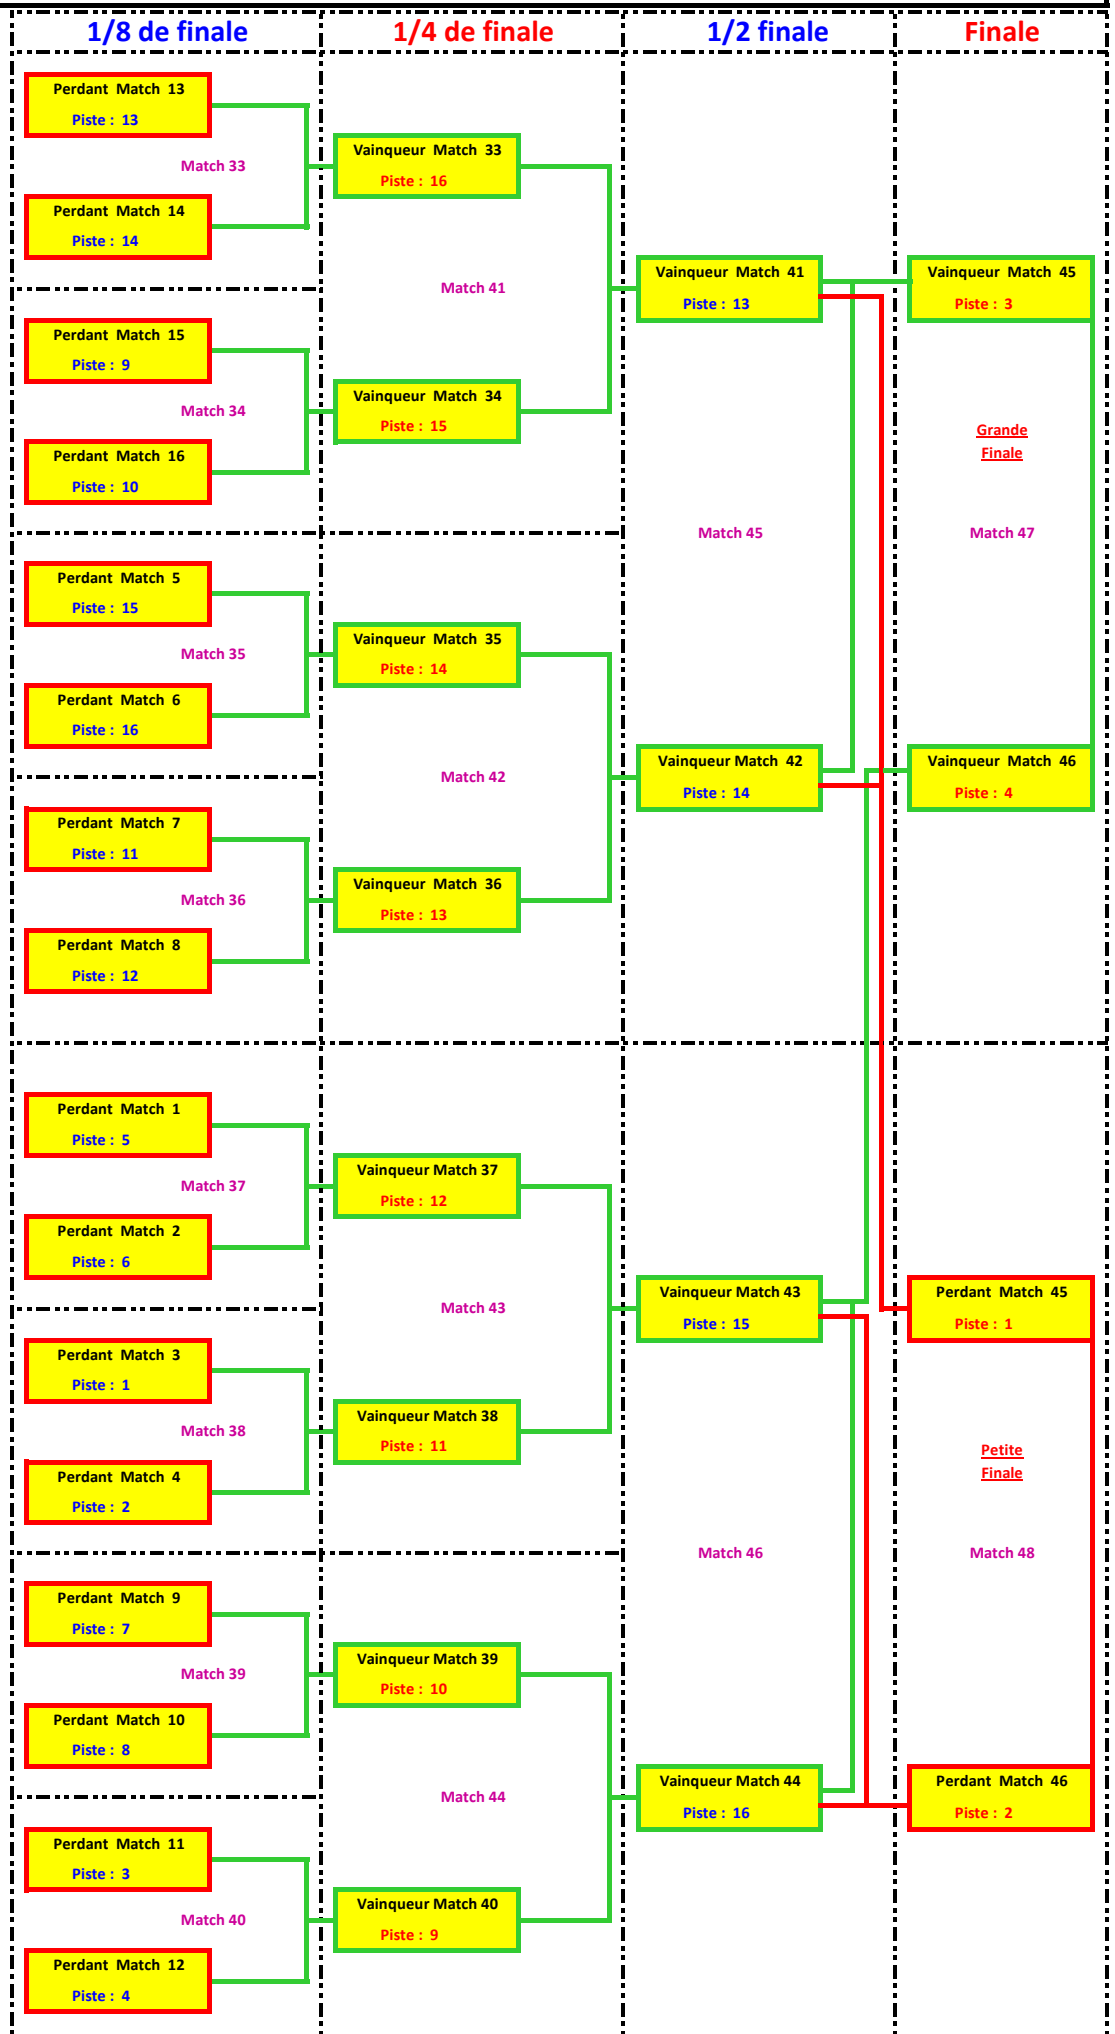 1/8 de finale
1/4 de finale
1/2 finale
Finale
Perdant Match 13
Piste : 13
Match 33
Perdant Match 14
Piste : 14
Perdant Match 15
Piste : 9
Match 34
Perdant Match 16
Piste : 10
Perdant Match 5
Piste : 15
Match 35
Perdant Match 6
Piste : 16
Perdant Match 7
Piste : 11
Match 36
Perdant Match 8
Piste : 12
Perdant Match 1
Piste : 5
Match 37
Perdant Match 2
Piste : 6
Perdant Match 3
Piste : 1
Match 38
Perdant Match 4
Piste : 2
Perdant Match 9
Piste : 7
Match 39
Perdant Match 10
Piste : 8
Perdant Match 11
Piste : 3
Match 40
Perdant Match 12
Piste : 4
Vainqueur Match 33
Piste : 16
Match 41
Vainqueur Match 34
Piste : 15
Vainqueur Match 35
Piste : 14
Match 42
Vainqueur Match 36
Piste : 13
Vainqueur Match 37
Piste : 12
Match 43
Vainqueur Match 38
Piste : 11
Vainqueur Match 39
Piste : 10
Match 44
Vainqueur Match 40
Piste : 9
Vainqueur Match 41
Piste : 13
Match 45
Vainqueur Match 42
Piste : 14
Vainqueur Match 43
Piste : 15
Match 46
Vainqueur Match 44
Piste : 16
Vainqueur Match 45
Piste : 3
Grande
Finale
Match 47
Vainqueur Match 46
Piste : 4
Perdant Match 45
Piste : 1
Petite
Finale
Match 48
Perdant Match 46
Piste : 2